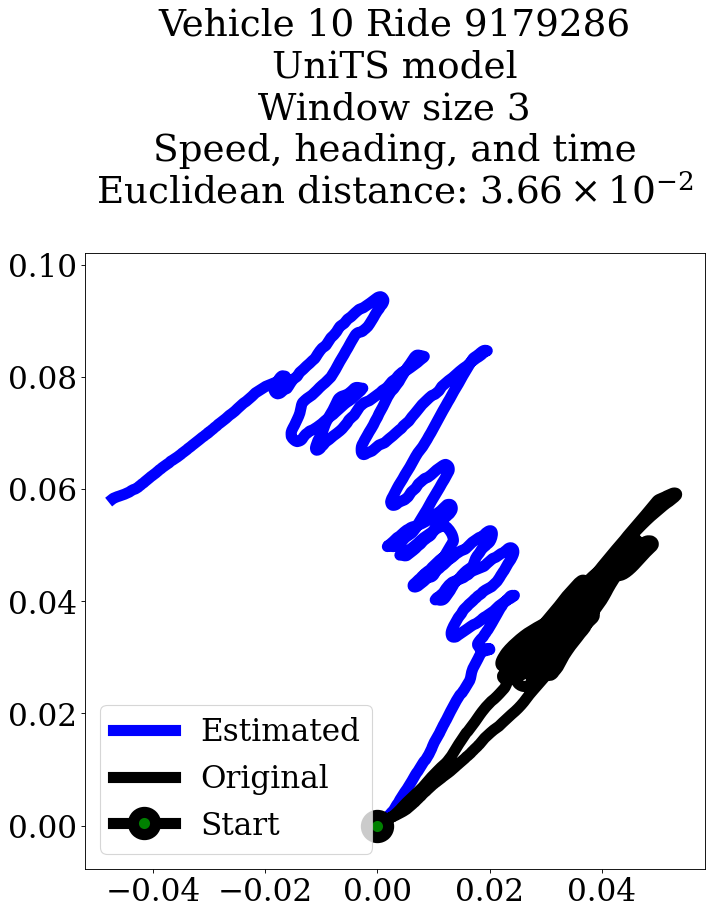 Vehicle 10 Ride 9179286
UniTS model
Window size 3
Speed, heading, and time
Euclidean distance: 3.66 × 10⁻²
0.10
0.08
0.06
0.04
0.02
0.00
Estimated
Original
Start
−0.04 −0.02 0.00 0.02 0.04